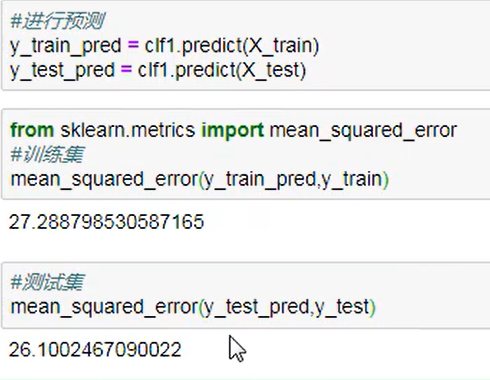 #进行预测
y_train_pred = clf1.predict(X_train)
y_test_pred = clf1.predict(X_test)
from sklearn.metrics import mean_squared_error
#训练集
mean_squared_error(y_train_pred,y_train)
27.288798530587165
#测试集
mean_squared_error(y_test_pred,y_test)
26.1002467090022